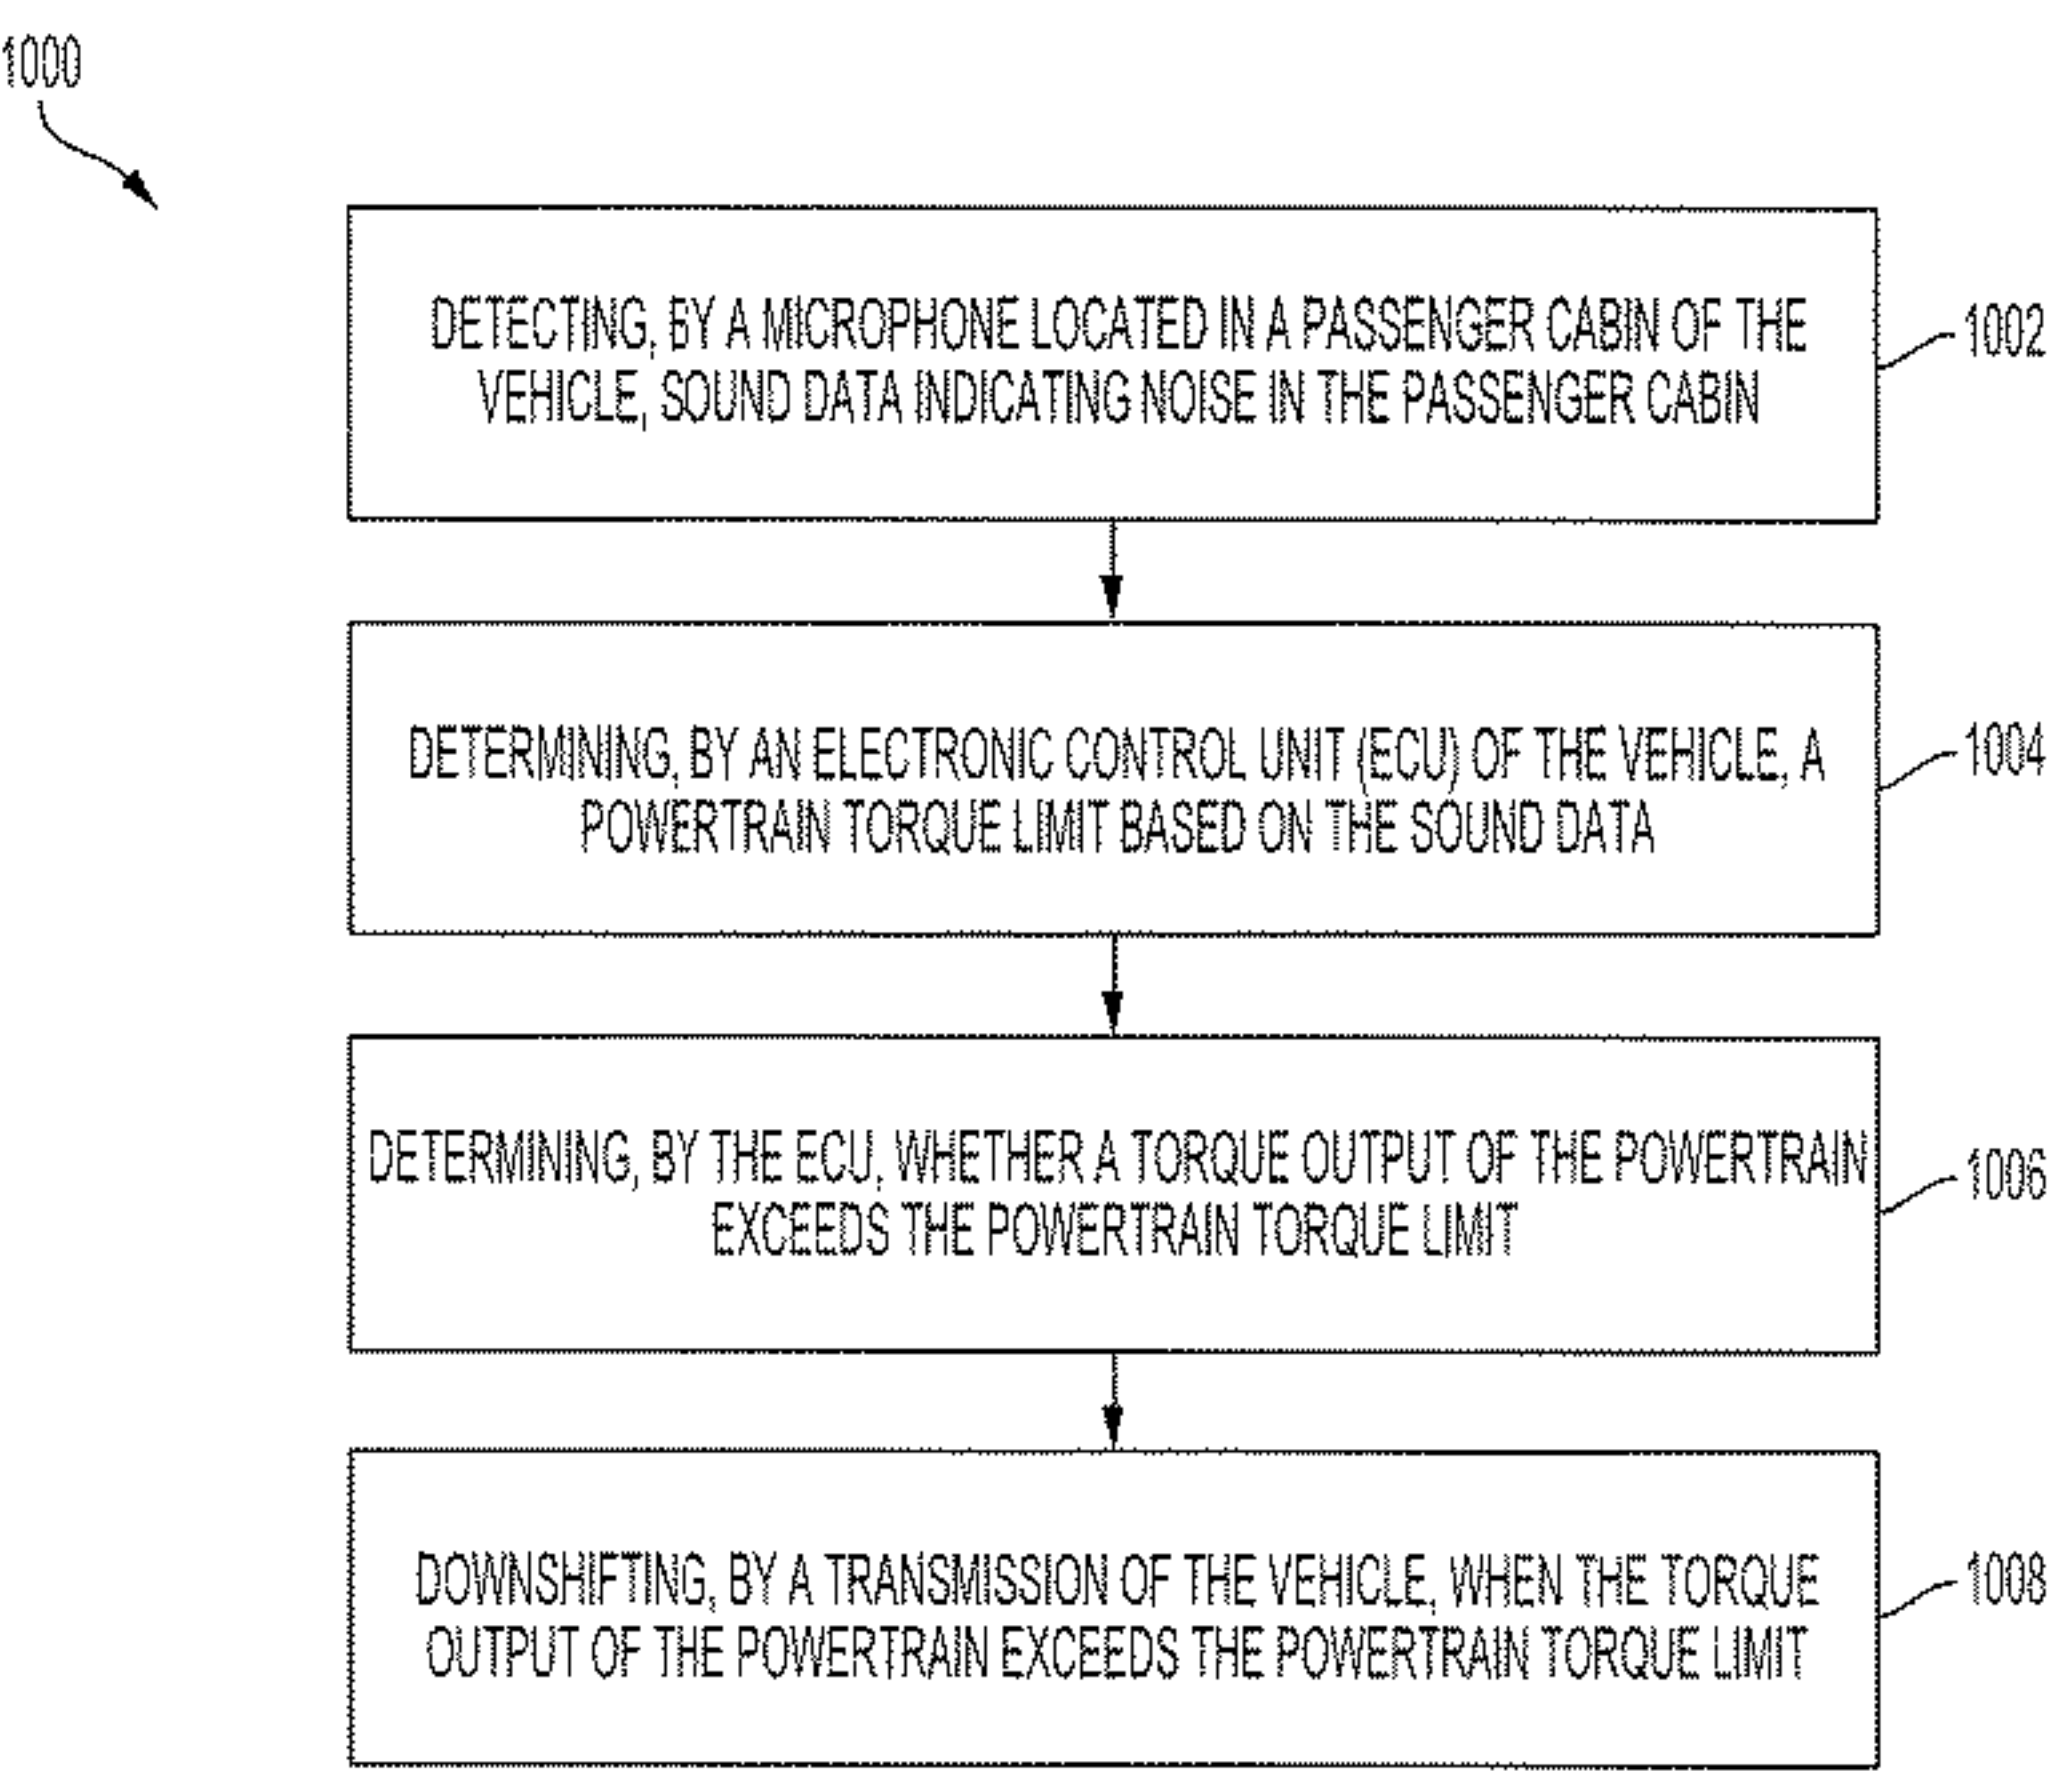 1000
DETECTING, BY A MICROPHONE LOCATED IN A PASSENGER CABIN OF THE
VEHICLE, SOUND DATA INDICATING NOISE IN THE PASSENGER CABIN
1002
DETERMINING, BY AN ELECTRONIC CONTROL UNIT (ECU) OF THE VEHICLE, A
POWERTRAIN TORQUE LIMIT BASED ON THE SOUND DATA
1004
DETERMINING, BY THE ECU, WHETHER A TORQUE OUTPUT OF THE POWERTRAIN
EXCEEDS THE POWERTRAIN TORQUE LIMIT
1006
DOWNSHIFTING, BY A TRANSMISSION OF THE VEHICLE, WHEN THE TORQUE
OUTPUT OF THE POWERTRAIN EXCEEDS THE POWERTRAIN TORQUE LIMIT
1008